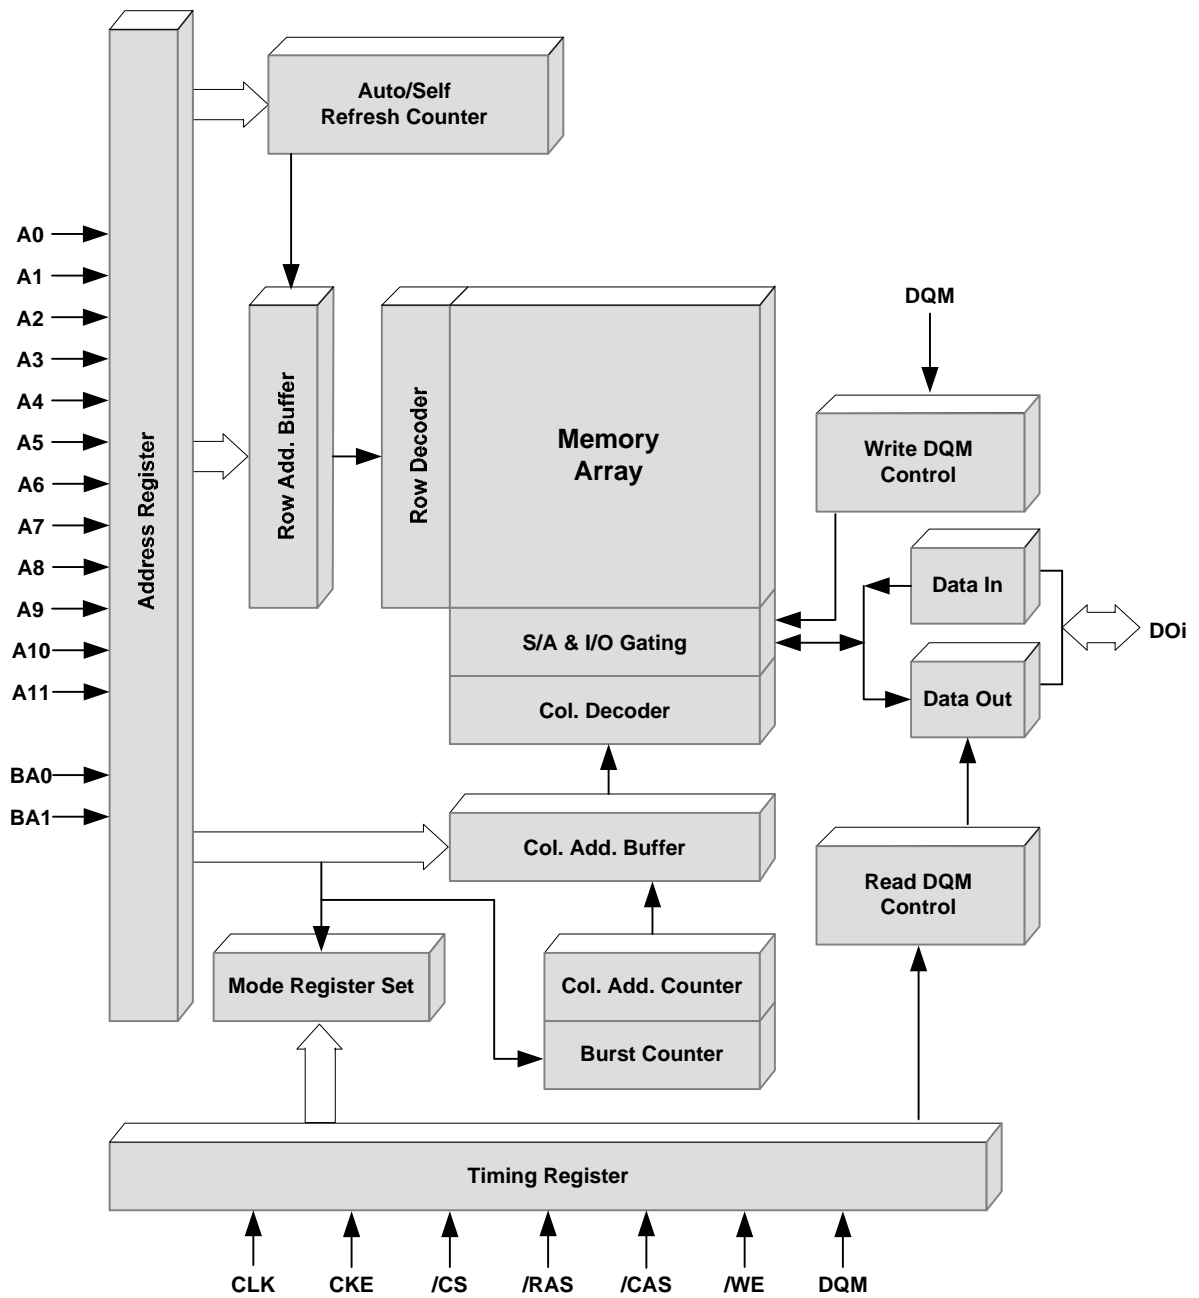 Auto/Self
Refresh Counter
A0
A1
A2
A3
A4
A5
A6
A7
A8
A9
A10
A11
BA0
BA1
Address Register
Row Add. Buffer
Row Decoder
Memory
Array
S/A & I/O Gating
Col. Decoder
DQM
Write DQM
Control
Data In
Data Out
DOi
Col. Add. Buffer
Read DQM
Control
Mode Register Set
Col. Add. Counter
Burst Counter
Timing Register
CLK
CKE
/CS
/RAS
/CAS
/WE
DQM